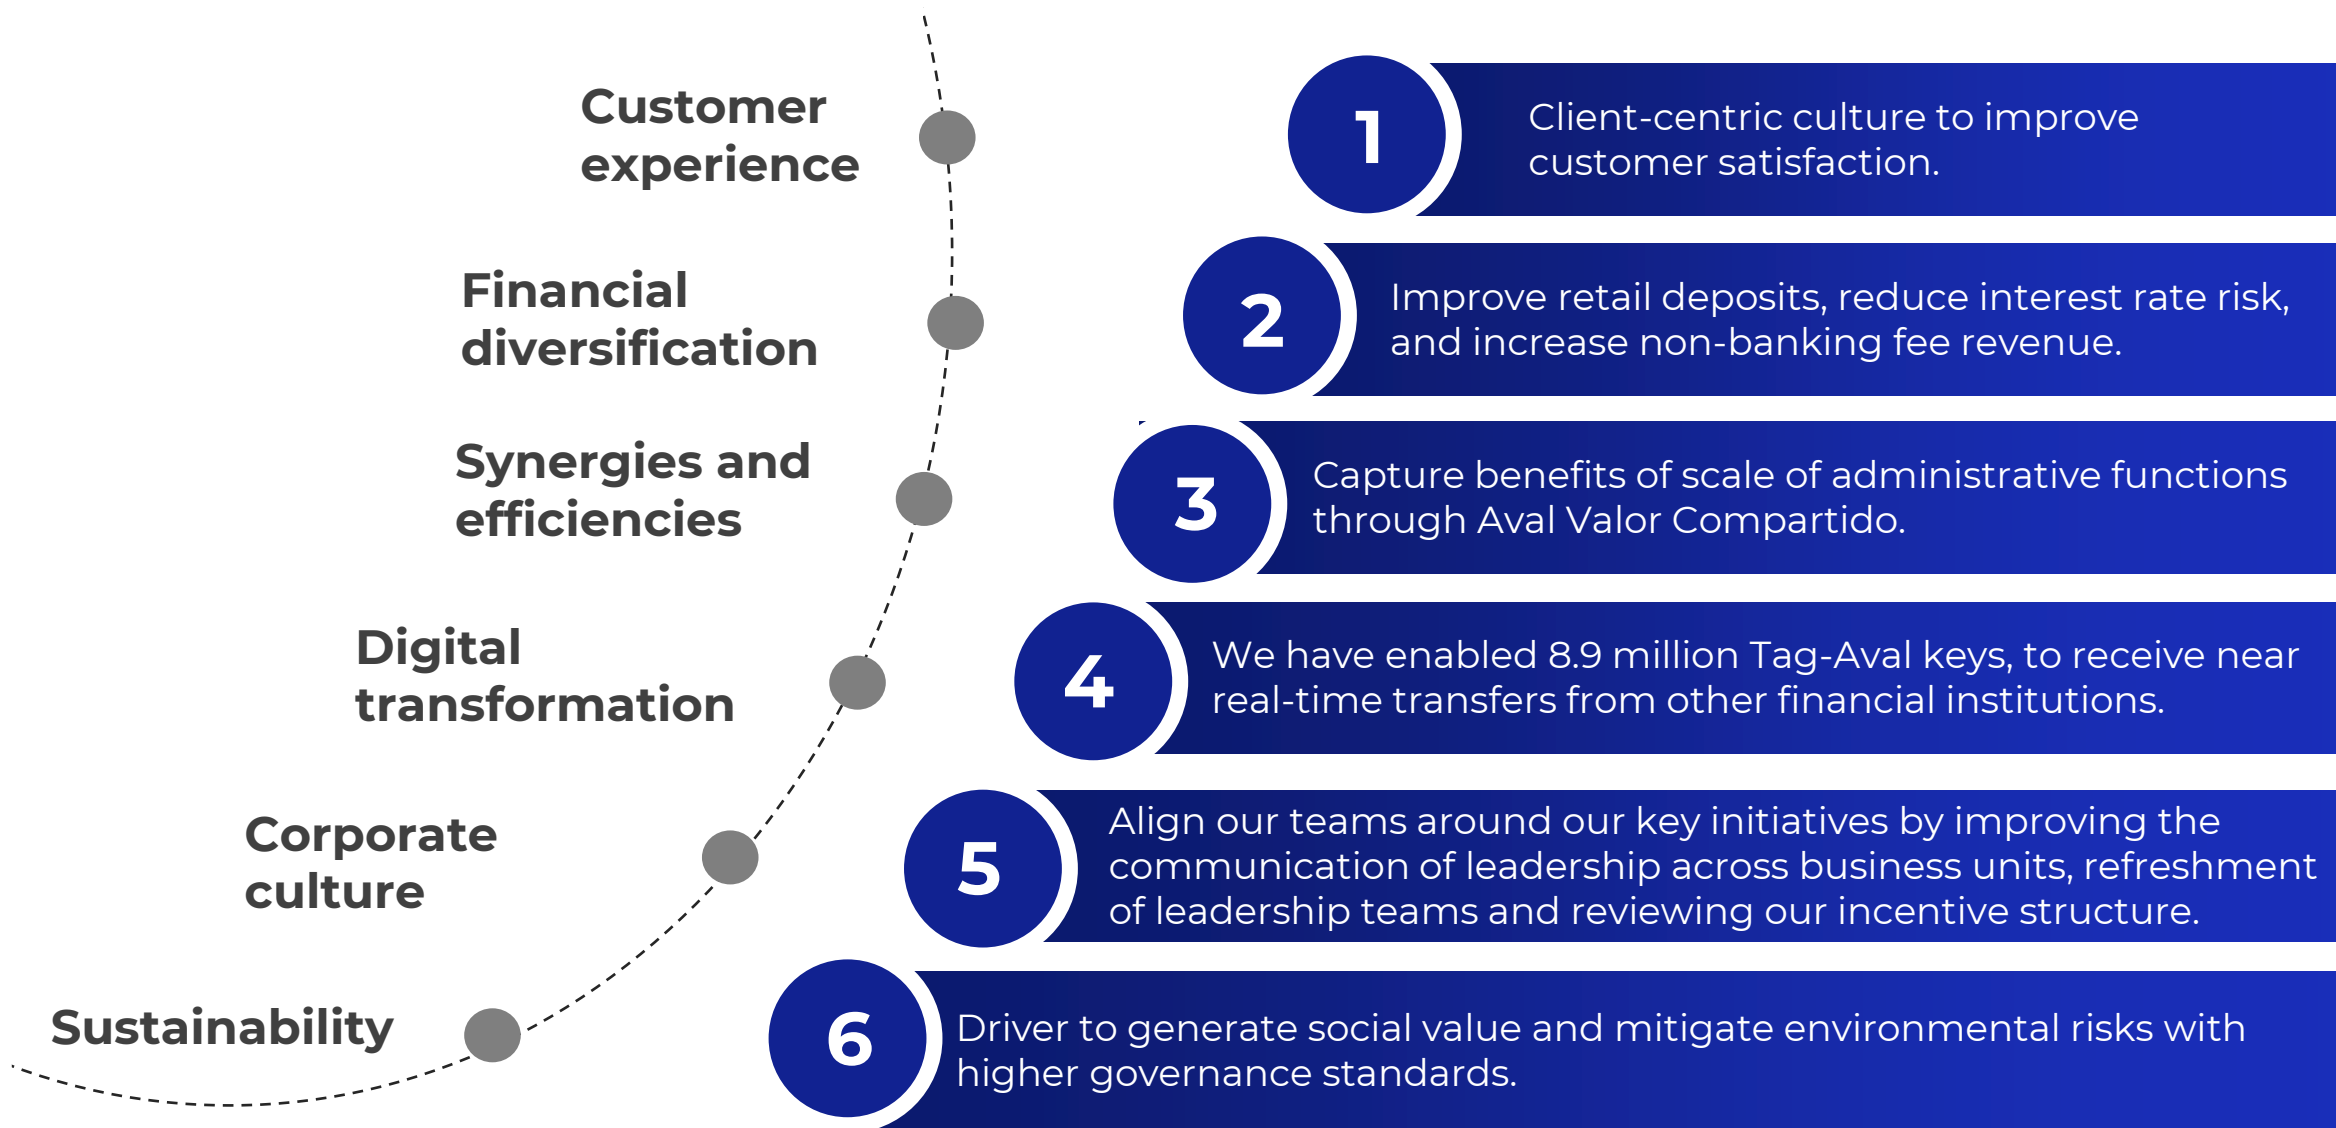 Customer
experience
1
Client-centric culture to improve
customer satisfaction.
Financial
diversification
2
Improve retail deposits, reduce interest rate risk,
and increase non-banking fee revenue.
Synergies and
efficiencies
3
Capture benefits of scale of administrative functions
through Aval Valor Compartido.
Digital
transformation
4
We have enabled 8.9 million Tag-Aval keys, to receive near
real-time transfers from other financial institutions.
Corporate
culture
5
Align our teams around our key initiatives by improving the
communication of leadership across business units, refreshment
of leadership teams and reviewing our incentive structure.
Sustainability
6
Driver to generate social value and mitigate environmental risks with
higher governance standards.